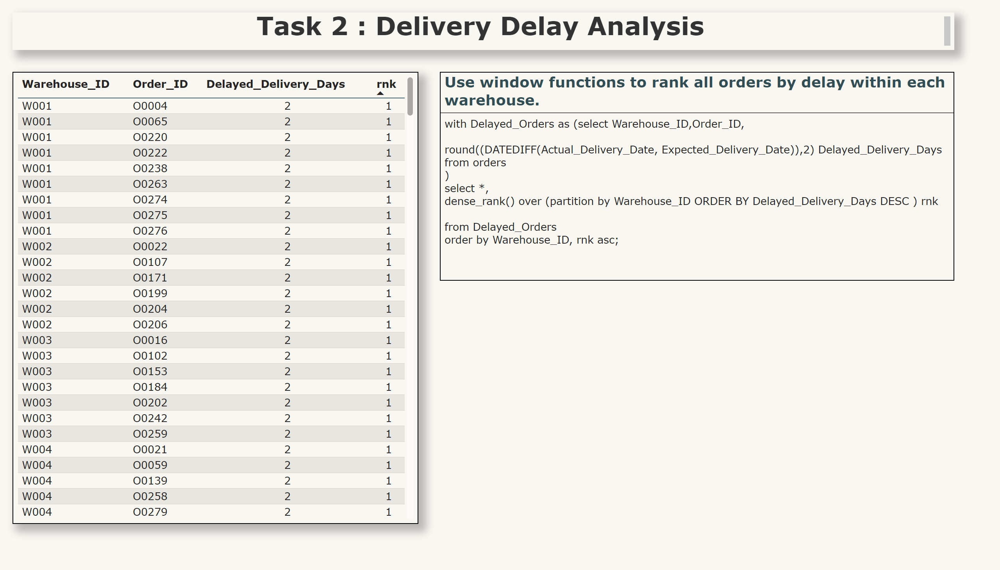 Task 2 : Delivery Delay Analysis
Warehouse_ID Order_ID Delayed_Delivery_Days rnk
W001 O0004 2 1
W001 O0065 2 1
W001 O0220 2 1
W001 O0222 2 1
W001 O0238 2 1
W001 O0263 2 1
W001 O0274 2 1
W001 O0275 2 1
W001 O0276 2 1
W002 O0022 2 1
W002 O0107 2 1
W002 O0171 2 1
W002 O0199 2 1
W002 O0204 2 1
W002 O0206 2 1
W003 O0016 2 1
W003 O0102 2 1
W003 O0153 2 1
W003 O0184 2 1
W003 O0202 2 1
W003 O0242 2 1
W003 O0259 2 1
W004 O0021 2 1
W004 O0059 2 1
W004 O0139 2 1
W004 O0258 2 1
W004 O0279 2 1
Use window functions to rank all orders by delay within each
warehouse.
with Delayed_Orders as (select Warehouse_ID,Order_ID,
round((DATEDIFF(Actual_Delivery_Date, Expected_Delivery_Date)),2) Delayed_Delivery_Days
from orders
)
select *,
dense_rank() over (partition by Warehouse_ID ORDER BY Delayed_Delivery_Days DESC ) rnk
from Delayed_Orders
order by Warehouse_ID, rnk asc;